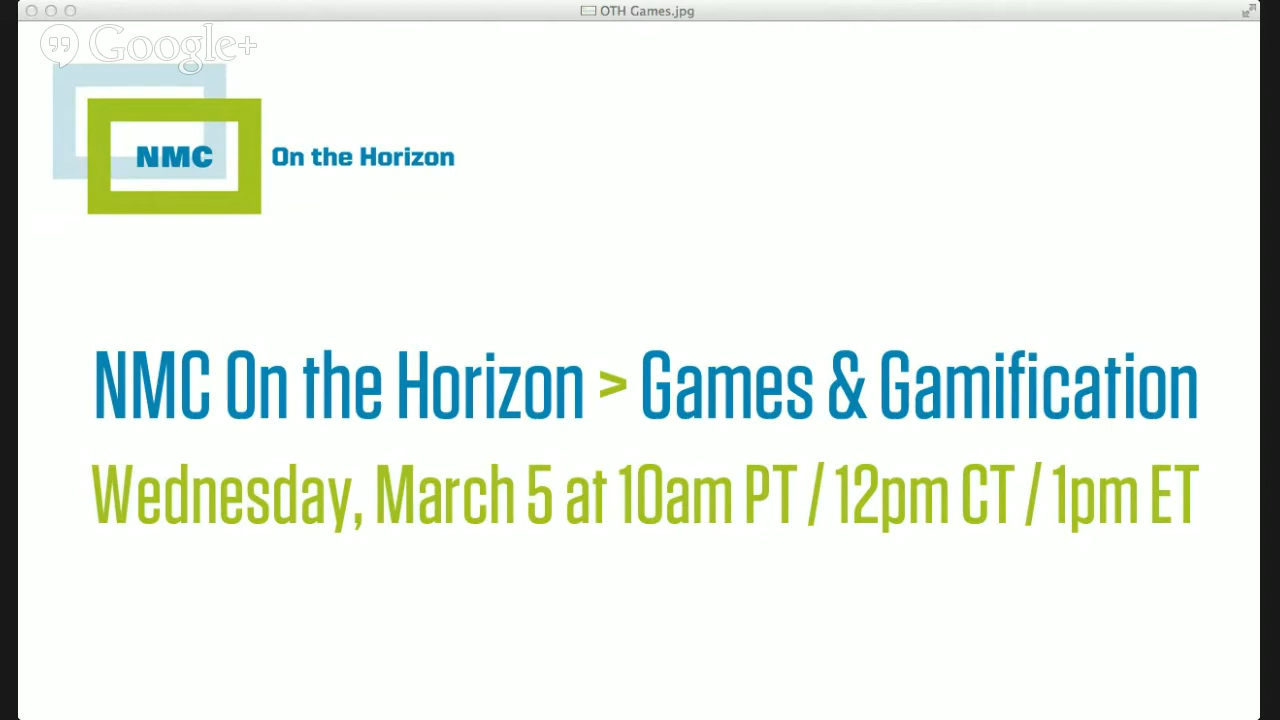 OTH Games.jpg
Google+
NMC On the Horizon
NMC On the Horizon > Games & Gamification
Wednesday, March 5 at 10am PT / 12pm CT / 1pm ET